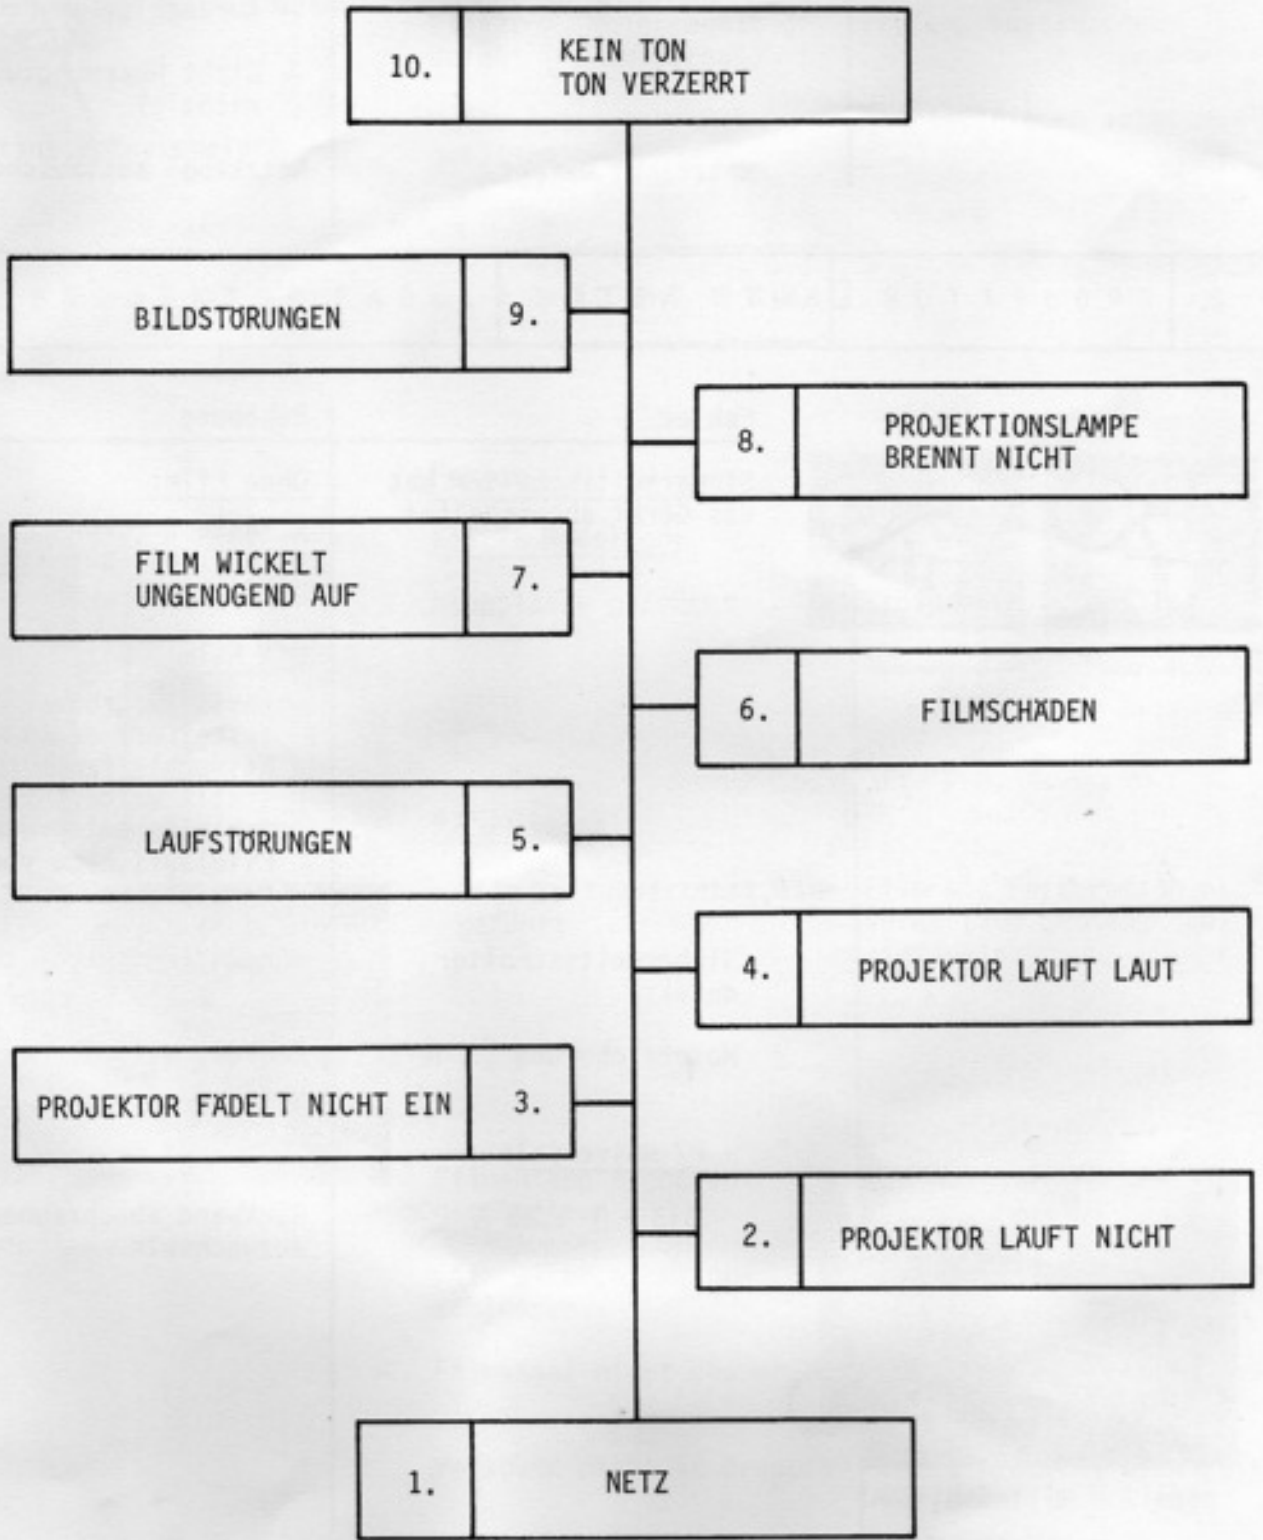 10.
KEIN TON
TON VERZERRT
BILDSTÖRUNGEN
9.
8.
PROJEKTIONSLAMPE
BRENNT NICHT
FILM WICKELT
UNGENÖGEND AUF
7.
6.
FILMSCHÄDEN
LAUFSTÖRUNGEN
5.
4.
PROJEKTOR LÄUFT LAUT
PROJEKTOR FÄDELT NICHT EIN
3.
2.
PROJEKTOR LÄUFT NICHT
1.
NETZ